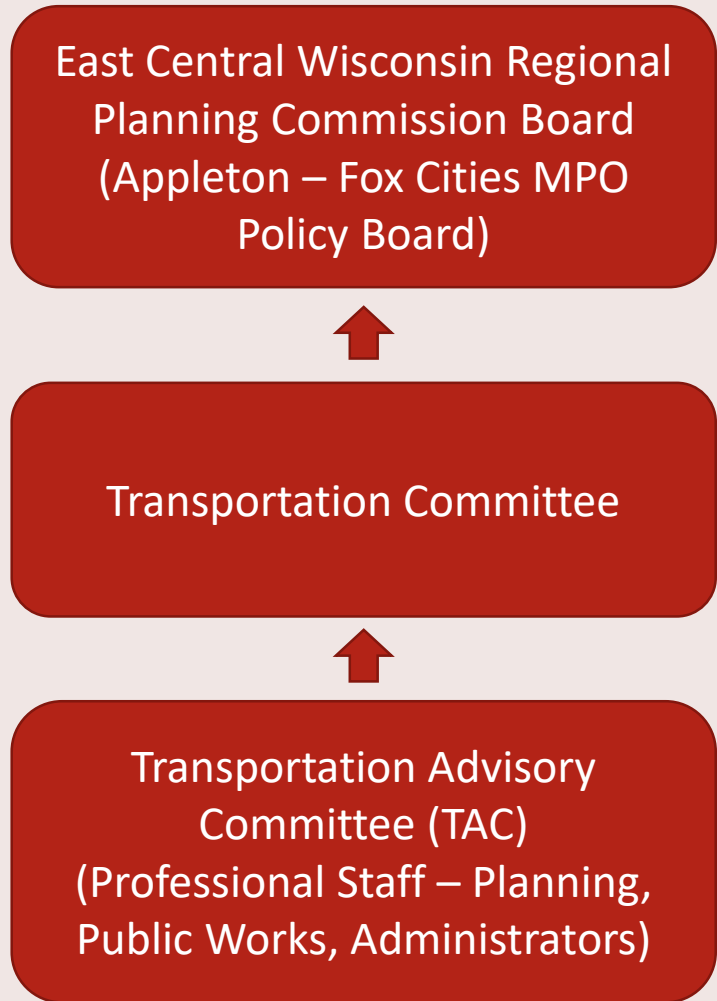 East Central Wisconsin Regional
Planning Commission Board
(Appleton – Fox Cities MPO
Policy Board)
Transportation Committee
Transportation Advisory
Committee (TAC)
(Professional Staff – Planning,
Public Works, Administrators)